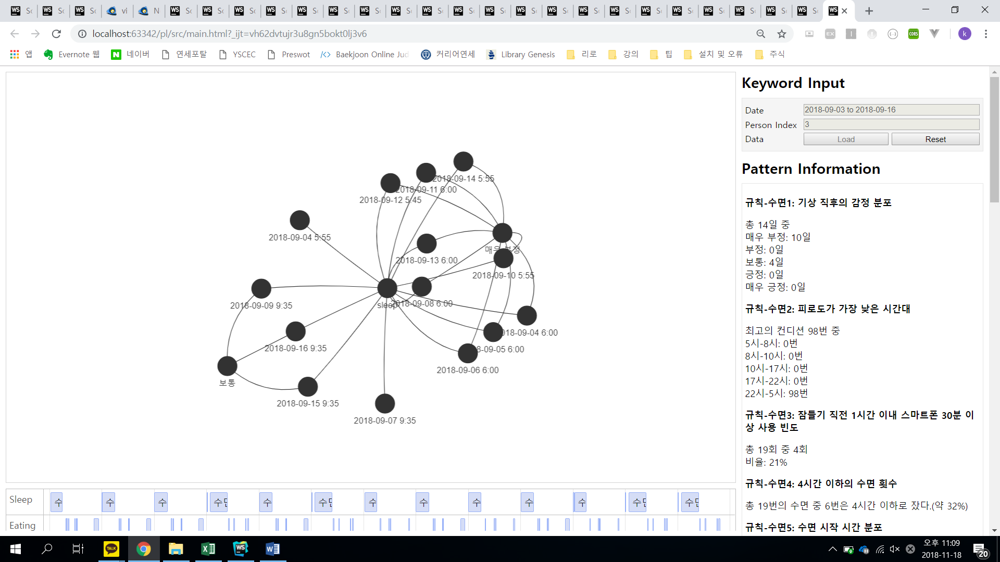 vi
N
localhost:63342/pl/src/main.html?_ijt=vh62dvtujr3u8gn5bokt0lj3v6
앱
Evernote 웹
네이버
연세포탈
YSCEC
Preswot
Baekjoon Online Jud
커리어연세
Library Genesis
리로
강의
팁
설치 및 오류
주식
Keyword Input
Date
2018-09-03 to 2018-09-16
Person Index
3
Data
Load
Reset
Pattern Information
규칙-수면1: 기상 직후의 감정 분포
총 14일 중
매우 부정: 10일
부정: 0일
보통: 4일
긍정: 0일
매우 긍정: 0일
규칙-수면2: 피로도가 가장 낮은 시간대
최고의 컨디션 98번 중
5시-8시: 0번
8시-10시: 0번
10시-17시: 0번
17시-22시: 0번
22시-5시: 98번
규칙-수면3: 잠들기 직전 1시간 이내 스마트폰 30분 이
상 사용 빈도
총 19회 중 4회
비율: 21%
규칙-수면4: 4시간 이하의 수면 횟수
총 19번의 수면 중 6번은 4시간 이하로 잤다.(약 32%)
규칙-수면5: 수면 시작 시간 분포
2018-09-14 5:55
2018-09-11 6:00
2018-09-12 5:45
2018-09-04 5:55
매우 부정
2018-09-13 6:00
2018-09-10 5:55
sleep
2018-09-08 6:00
2018-09-09 9:35
018-09-04 6:00
2018-09-16 9:35
8-09-05 6:00
2018-09-06 6:00
보통
2018-09-15 9:35
2018-09-07 9:35
Sleep
수
수
수
수면
수
수면
수
수
수
수
수
수면
수면
Eating
TALK
WS
오후 11:09
2018-11-18
20